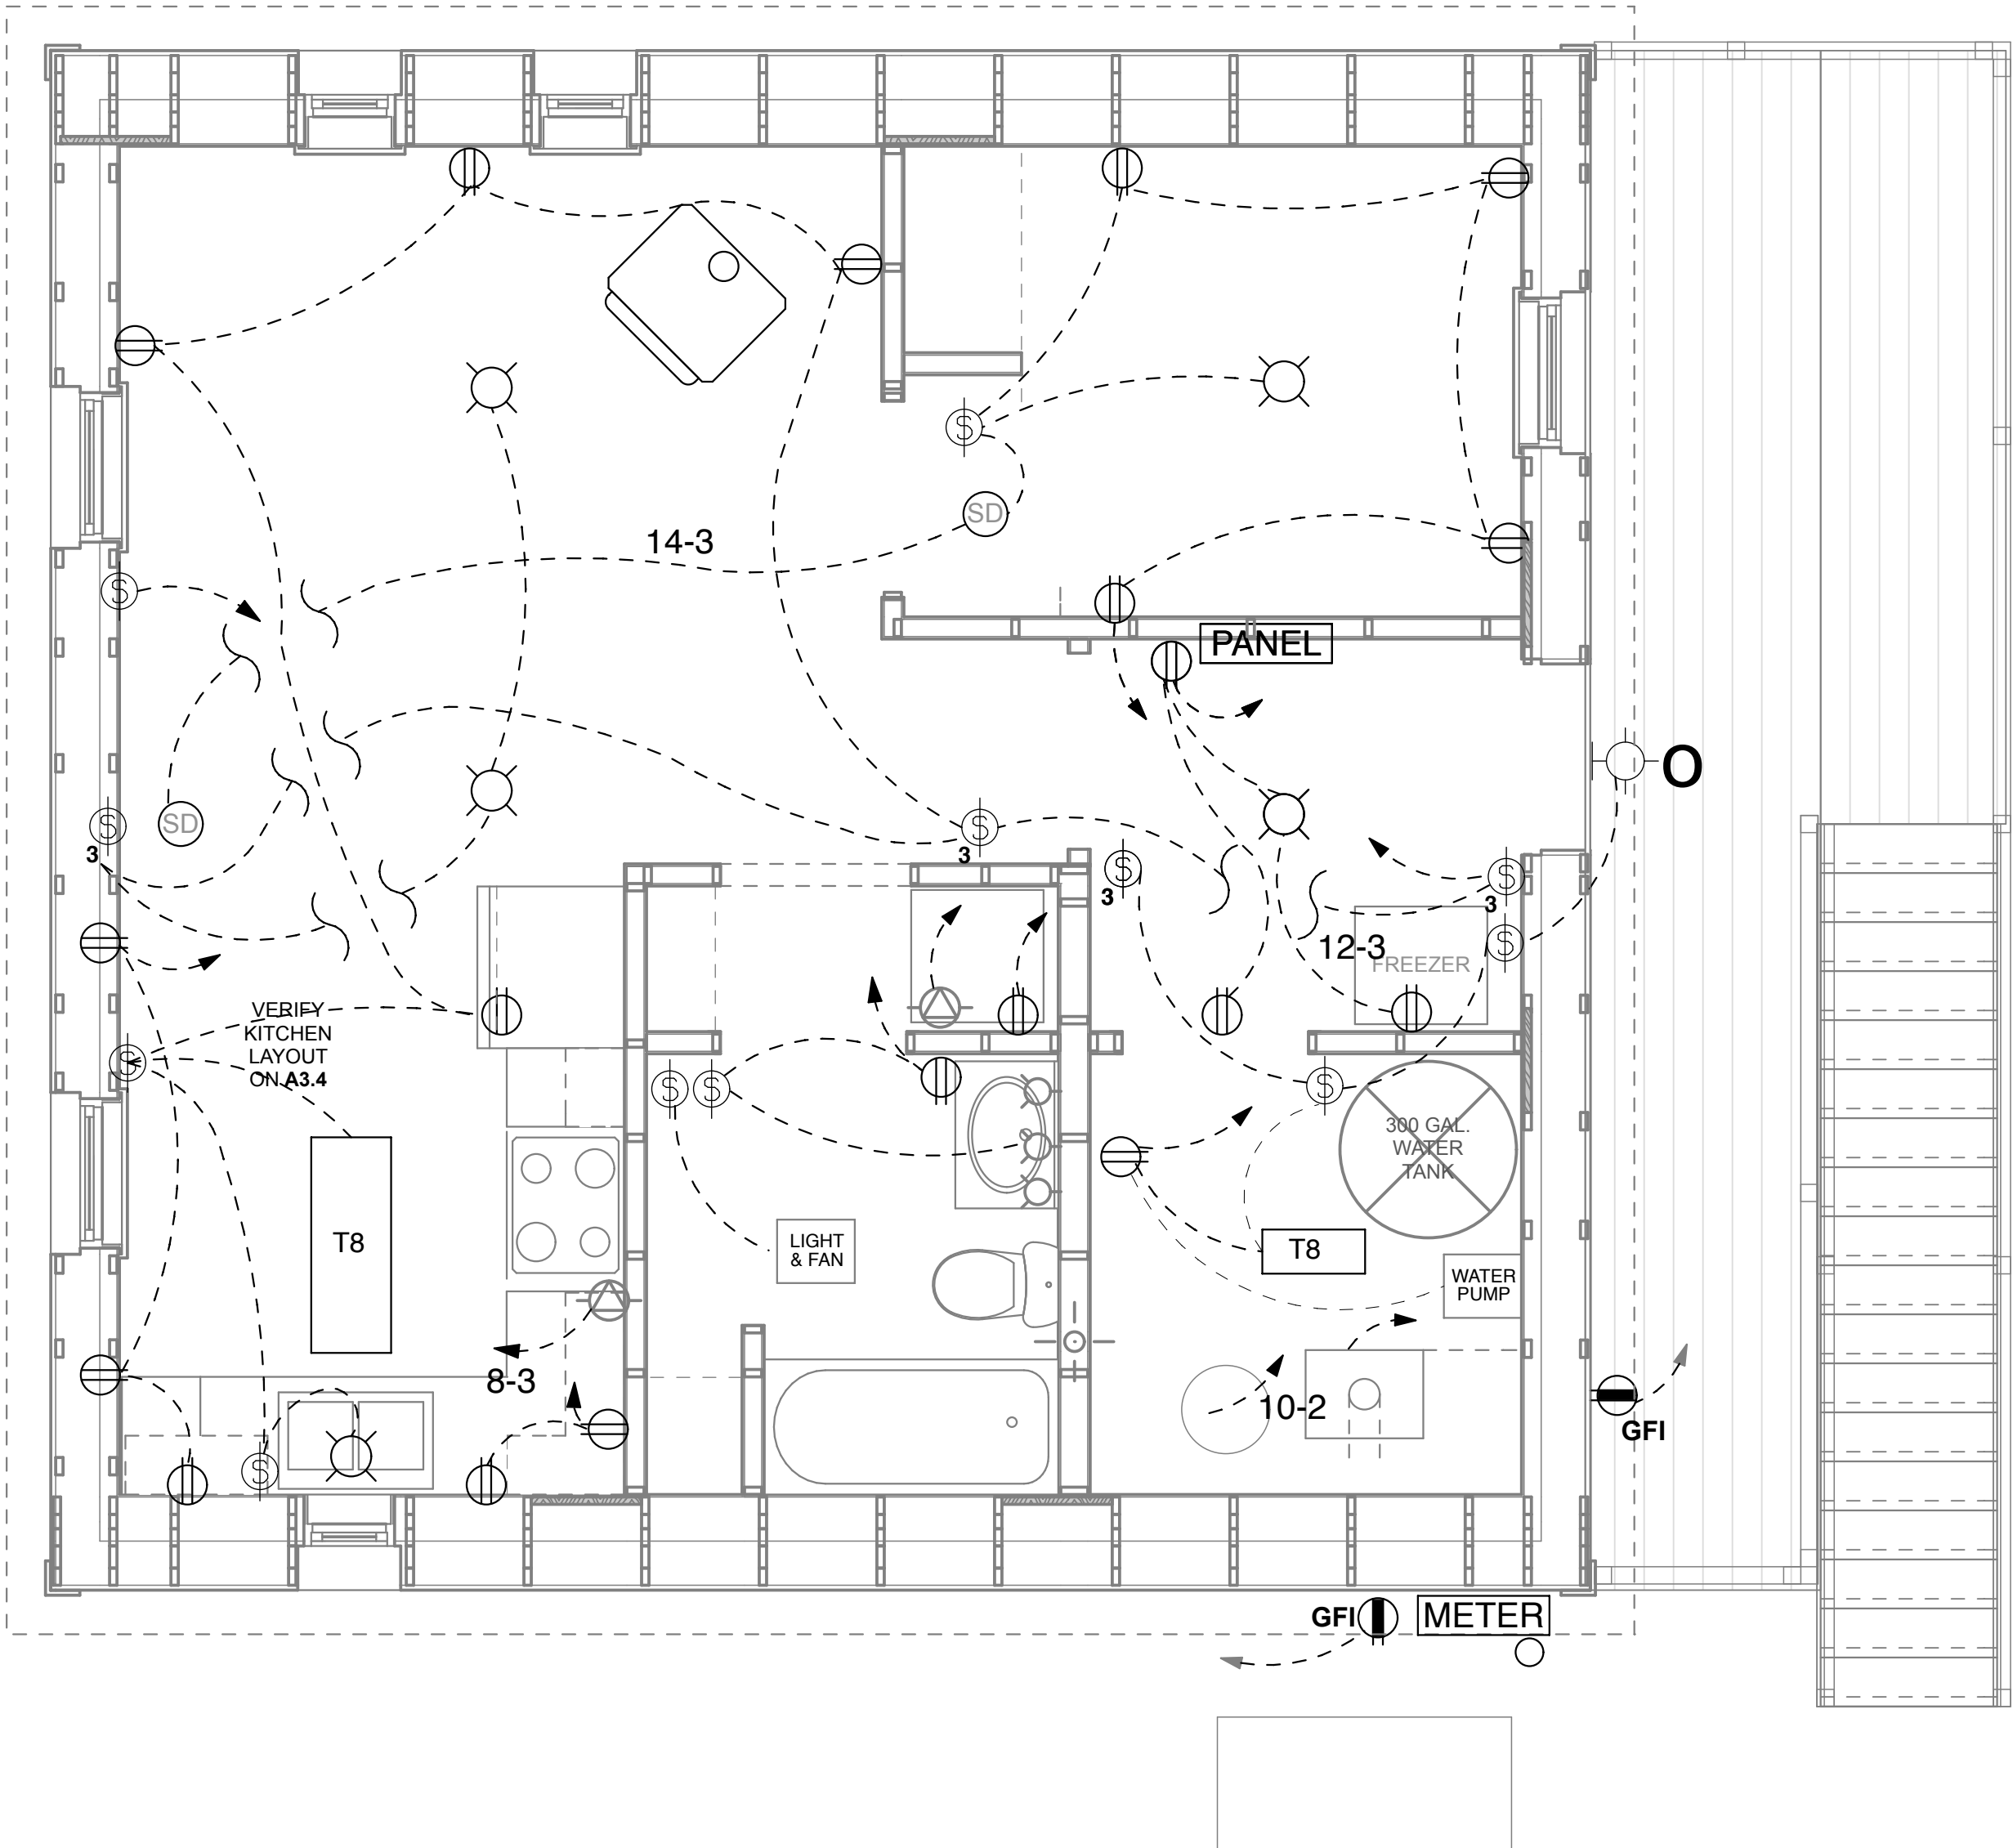 14-3
S
SD
S
PANEL
O
SD
S
3
S
3
S
3
S
3
S
12-3
FREEZER
VERIFY
KITCHEN
LAYOUT
ON A3.4
S
S
S
S
300 GAL.
WATER
TANK
T8
LIGHT
& FAN
T8
WATER
PUMP
8-3
10-2
GFI
S
GFI
METER